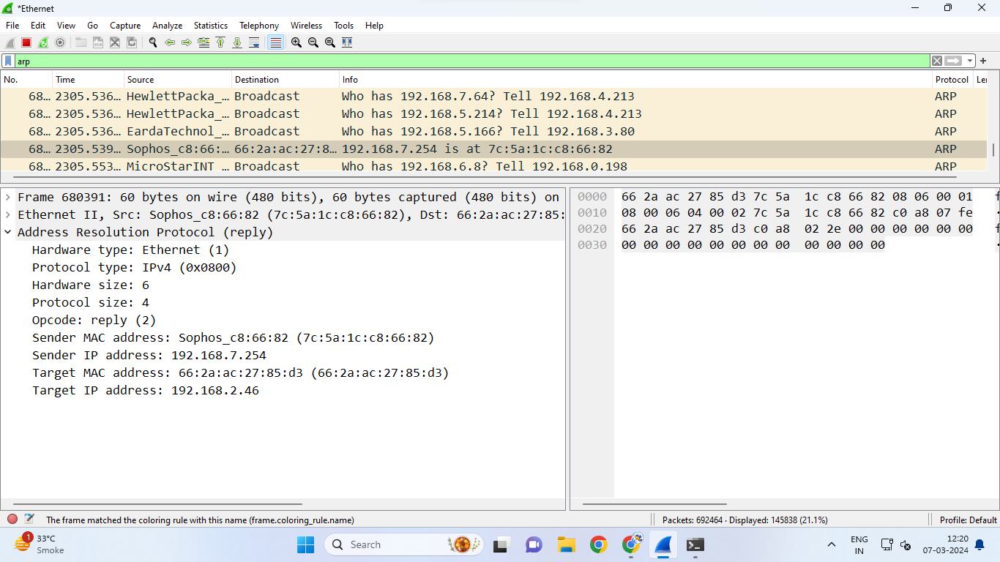 *Ethernet
File Edit View Go Capture Analyze Statistics Telephony Wireless Tools Help
arp
No. Time Source Destination Info Protocol Le
68… 2305.536… HewlettPacka_… Broadcast Who has 192.168.7.64? Tell 192.168.4.213 ARP
68… 2305.536… HewlettPacka_… Broadcast Who has 192.168.5.214? Tell 192.168.4.213 ARP
68… 2305.536… EardaTechnol_… Broadcast Who has 192.168.5.166? Tell 192.168.3.80 ARP
68… 2305.539… Sophos_c8:66:… 66:2a:ac:27:8… 192.168.7.254 is at 7c:5a:1c:c8:66:82 ARP
68… 2305.553… MicroStarINT_… Broadcast Who has 192.168.6.8? Tell 192.168.0.198 ARP
Frame 680391: 60 bytes on wire (480 bits), 60 bytes captured (480 bits) on
Ethernet II, Src: Sophos_c8:66:82 (7c:5a:1c:c8:66:82), Dst: 66:2a:ac:27:85:
Address Resolution Protocol (reply)
Hardware type: Ethernet (1)
Protocol type: IPv4 (0x0800)
Hardware size: 6
Protocol size: 4
Opcode: reply (2)
Sender MAC address: Sophos_c8:66:82 (7c:5a:1c:c8:66:82)
Sender IP address: 192.168.7.254
Target MAC address: 66:2a:ac:27:85:d3 (66:2a:ac:27:85:d3)
Target IP address: 192.168.2.46
0000 66 2a ac 27 85 d3 7c 5a 1c c8 66 82 08 06 00 01 f
0010 08 00 06 04 00 02 7c 5a 1c c8 66 82 c0 a8 07 fe ·
0020 66 2a ac 27 85 d3 c0 a8 02 2e 00 00 00 00 00 00 f
0030 00 00 00 00 00 00 00 00 00 00 00 00 ·
The frame matched the coloring rule with this name (frame.coloring_rule.name)
Packets: 692464 · Displayed: 145838 (21.1%)
Profile: Default
1
33°C
Smoke
Search
ENG
IN
12:20
07-03-2024